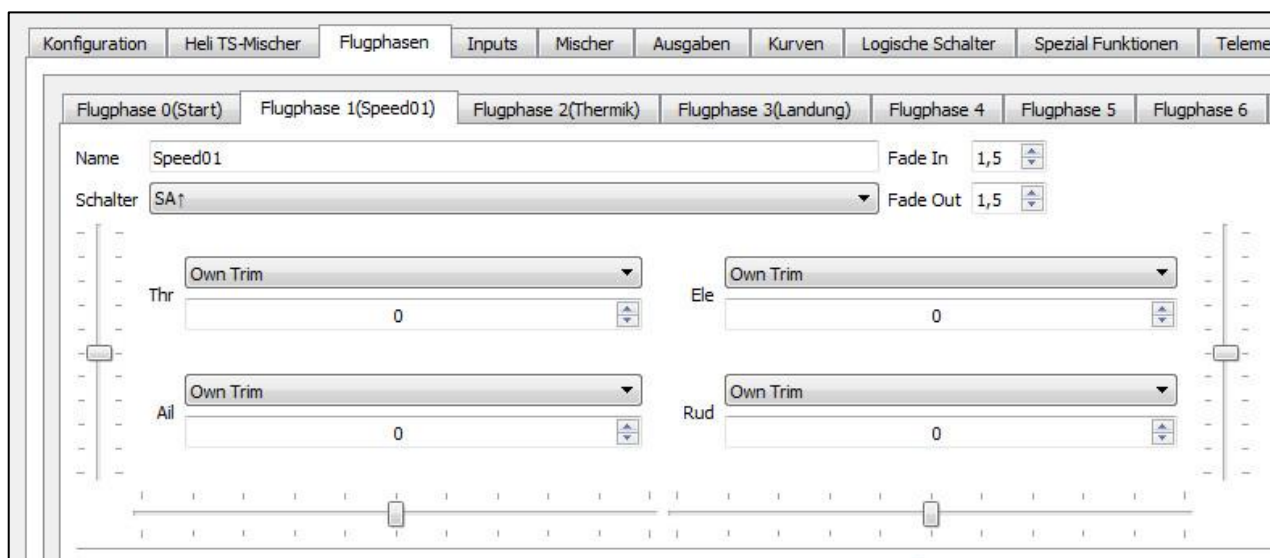 Konfiguration Heli TS-Mischer Flugphasen Inputs Mischer Ausgaben Kurven Logische Schalter Spezial Funktionen Teleme
Flugphase 0(Start) Flugphase 1(Speed01) Flugphase 2(Thermik) Flugphase 3(Landung) Flugphase 4 Flugphase 5 Flugphase 6
Name Speed01 Fade In 1,5
Schalter SA↑ Fade Out 1,5
Own Trim Own Trim
Thr Ele
0 0
Own Trim Own Trim
Ail Rud
0 0